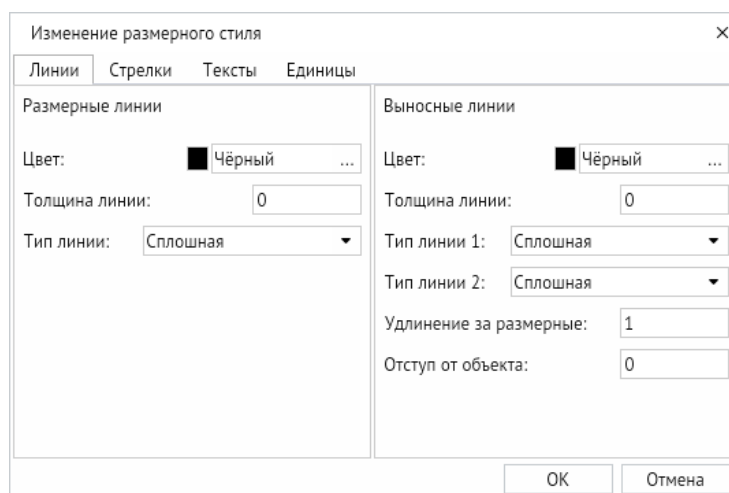 Изменение размерного стиля
Линии Стрелки Тексты Единицы
Размерные линии
Цвет: Чёрный ...
Толщина линии: 0
Тип линии: Сплошная
Выносные линии
Цвет: Чёрный ...
Толщина линии: 0
Тип линии 1: Сплошная
Тип линии 2: Сплошная
Удлинение за размерные: 1
Отступ от объекта: 0
OK Отмена